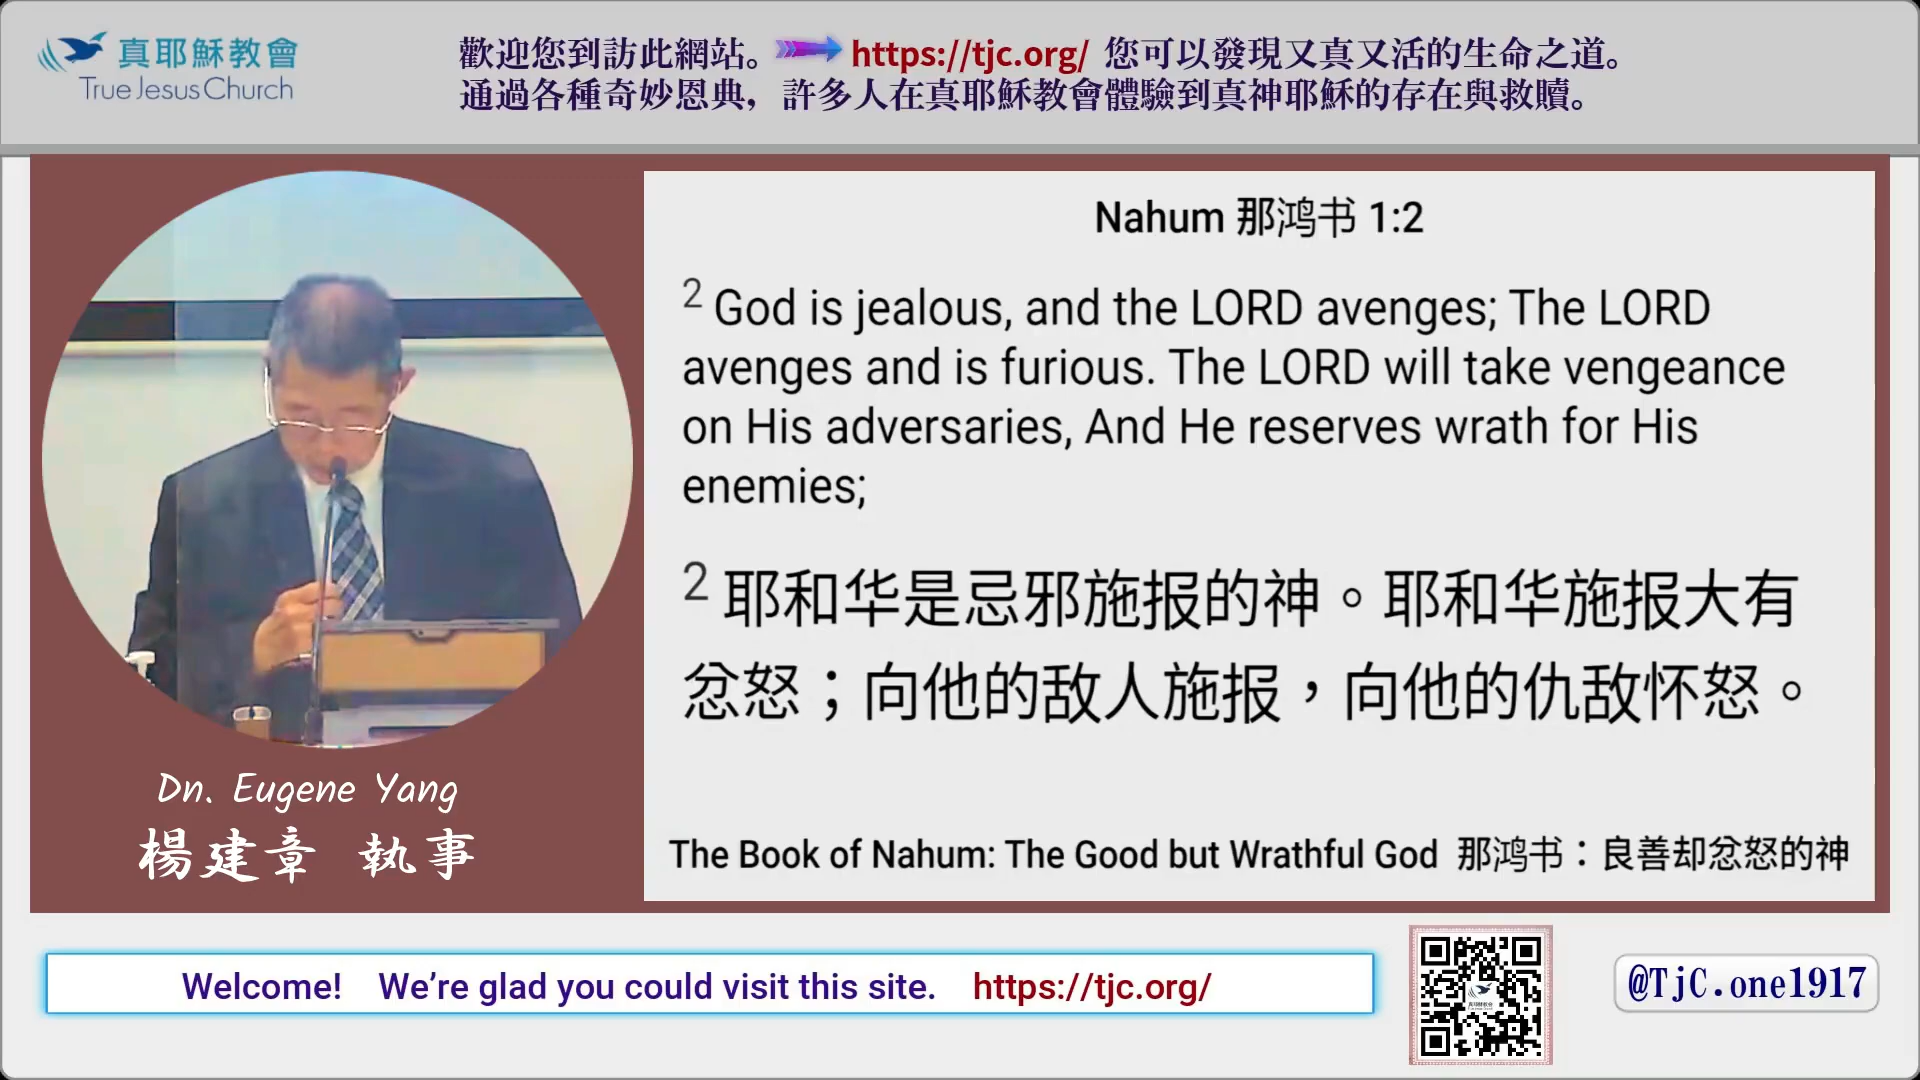 真耶穌教會
True Jesus Church
歡迎您到訪此網站。 https://tjc.org/ 您可以發現又真又活的生命之道。
通過各種奇妙恩典，許多人在真耶穌教會體驗到真神耶穌的存在與救贖。
Nahum 那鸿书 1:2
2 God is jealous, and the LORD avenges; The LORD
avenges and is furious. The LORD will take vengeance
on His adversaries, And He reserves wrath for His
enemies;
2 耶和华是忌邪施报的神。耶和华施报大有
忿怒；向他的敌人施报，向他的仇敌怀怒。
The Book of Nahum: The Good but Wrathful God 那鸿书：良善却忿怒的神
Dn. Eugene Yang
楊建章 執事
Welcome! We’re glad you could visit this site. https://tjc.org/
@TjC.one1917